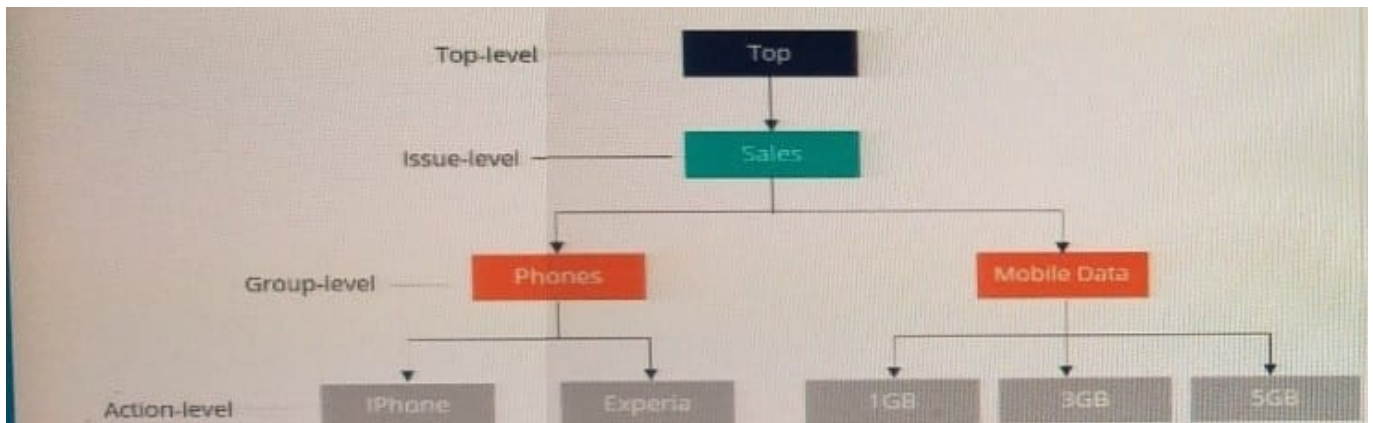 Top-level
Top
Issue-level
Sales
Group-level
Phones
Mobile Data
Action-level
IPhone
Experia
1GB
3GB
5GB